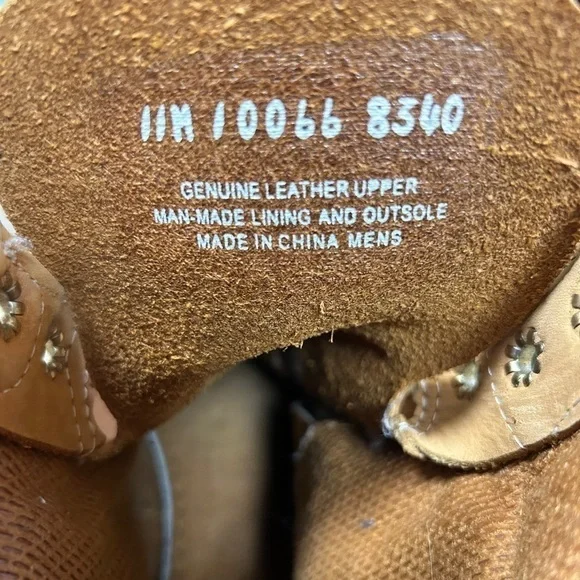 11M 10066 8340
GENUINE LEATHER UPPER
MAN-MADE LINING AND OUTSOLE
MADE IN CHINA MENS